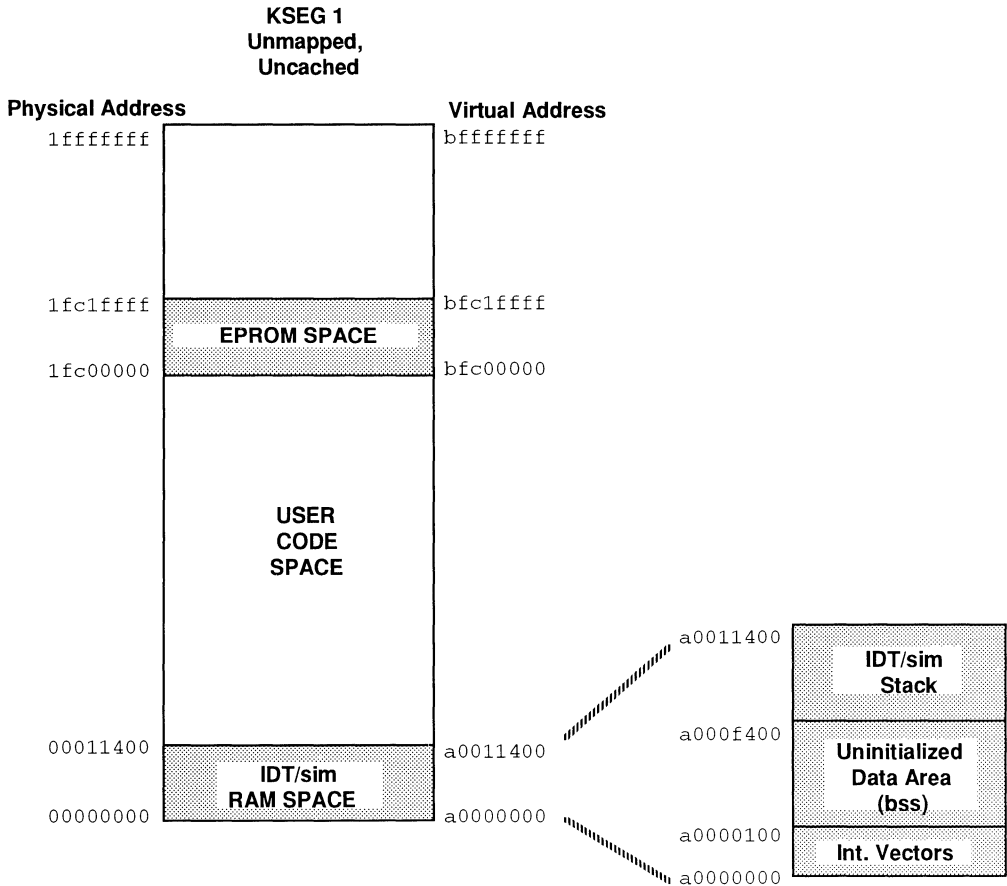 KSEG 1
Unmapped,
Uncached
Physical Address
Virtual Address
1fffffff
bfffffff
1fc1ffff
bfc1ffff
EPROM SPACE
1fc00000
bfc00000
USER
CODE
SPACE
a0011400
IDT/sim
Stack
a000f400
00011400
a0011400
Uninitialized
Data Area
(bss)
IDT/sim
RAM SPACE
00000000
a0000000
a0000100
Int. Vectors
a0000000